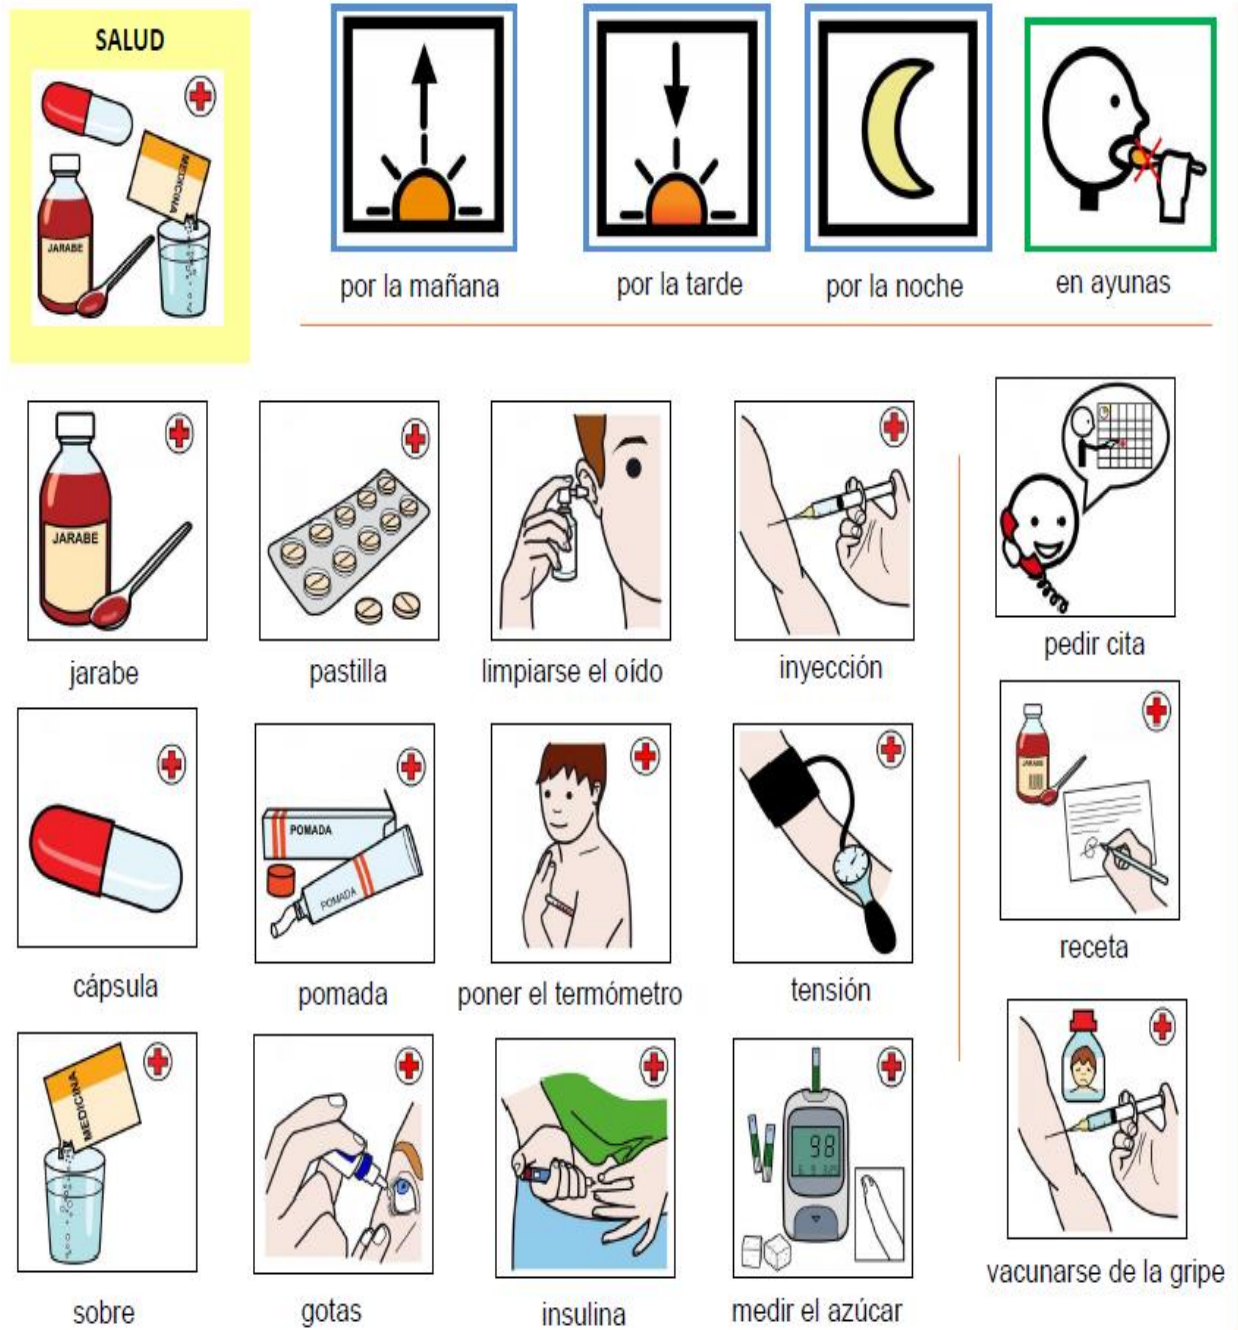 SALUD
MEDICINA
JARABE
por la mañana
por la tarde
por la noche
en ayunas
JARABE
jarabe
pastilla
limpiarse el oído
inyección
pedir cita
cápsula
POMADA
POMADA
pomada
poner el termómetro
tensión
JARABE
receta
MEDICINA
sobre
gotas
insulina
98
medir el azúcar
vacunarse de la gripe